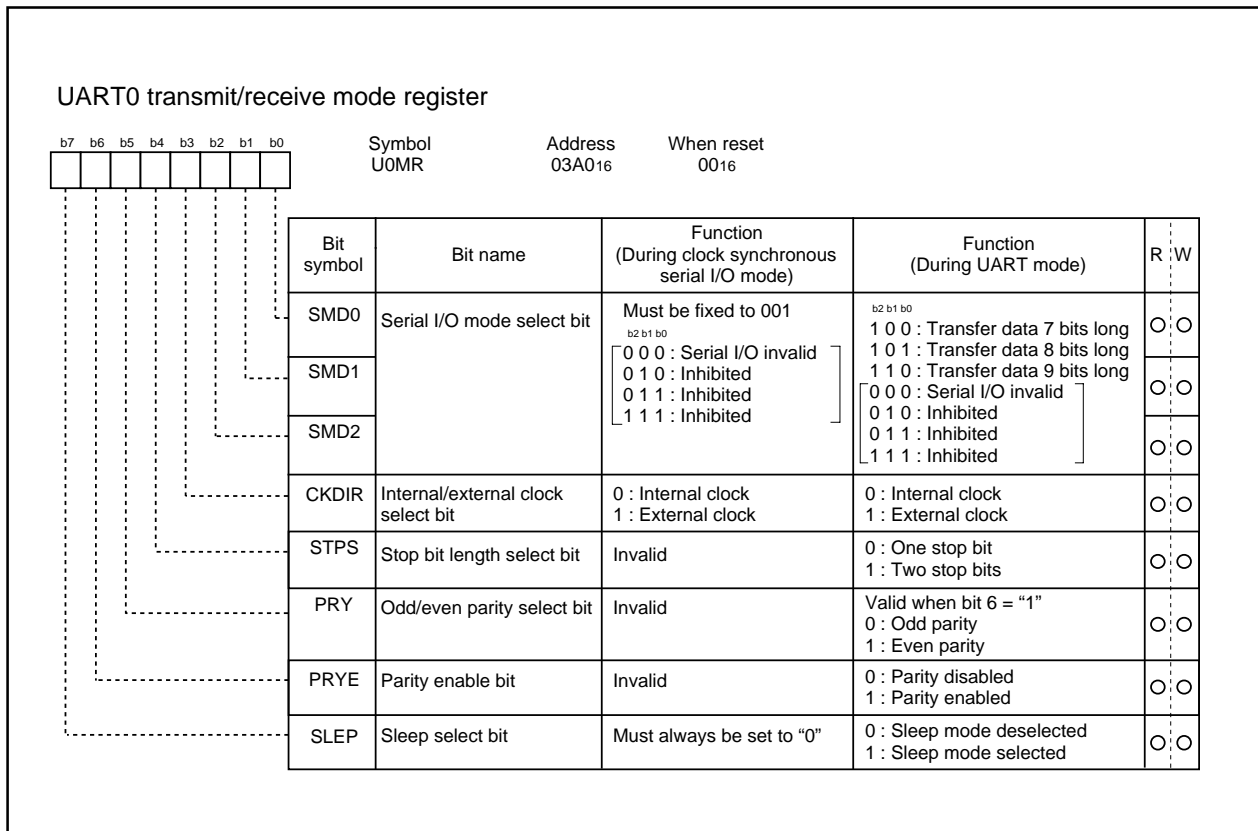 UART0 transmit/receive mode register
b7 b6 b5 b4 b3 b2 b1 b0
Symbol Address When reset
U0MR 03A016 0016
Bit symbol
Bit name
Function
(During clock synchronous
serial I/O mode)
Function
(During UART mode)
R W
SMD0
SMD1
SMD2
Serial I/O mode select bit
Must be fixed to 001
b2 b1 b0
0 0 0 : Serial I/O invalid
0 1 0 : Inhibited
0 1 1 : Inhibited
1 1 1 : Inhibited
b2 b1 b0
1 0 0 : Transfer data 7 bits long
1 0 1 : Transfer data 8 bits long
1 1 0 : Transfer data 9 bits long
0 0 0 : Serial I/O invalid
0 1 0 : Inhibited
0 1 1 : Inhibited
1 1 1 : Inhibited
CKDIR
Internal/external clock
select bit
0 : Internal clock
1 : External clock
0 : Internal clock
1 : External clock
STPS
Stop bit length select bit
Invalid
0 : One stop bit
1 : Two stop bits
PRY
Odd/even parity select bit
Invalid
Valid when bit 6 = “1”
0 : Odd parity
1 : Even parity
PRYE
Parity enable bit
Invalid
0 : Parity disabled
1 : Parity enabled
SLEP
Sleep select bit
Must always be set to “0”
0 : Sleep mode deselected
1 : Sleep mode selected